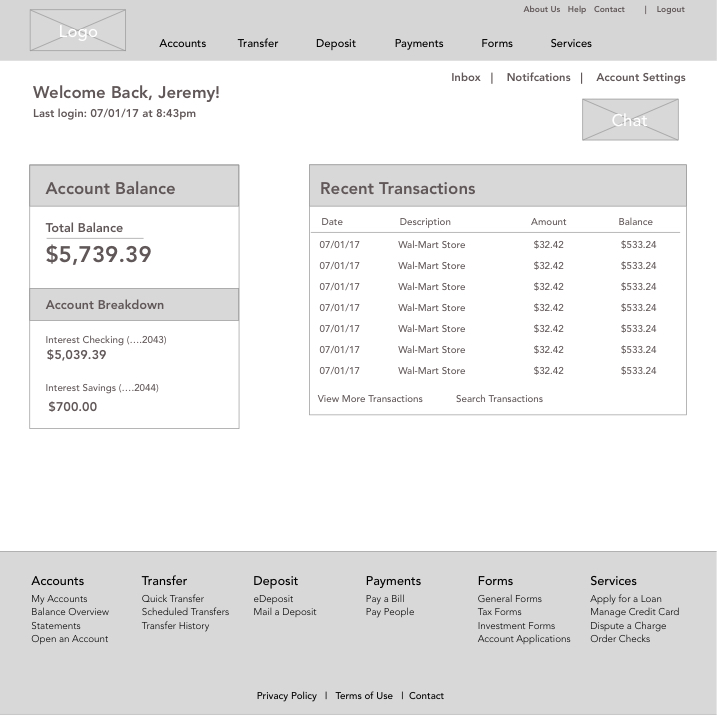 About Us Help Contact | Logout
Logo
Accounts Transfer Deposit Payments Forms Services
Inbox | Notifcations | Account Settings
Welcome Back, Jeremy!
Last login: 07/01/17 at 8:43pm
Chat
Account Balance
Total Balance
$5,739.39
Account Breakdown
Interest Checking (....2043)
$5,039.39
Interest Savings (....2044)
$700.00
Recent Transactions
Date Description Amount Balance
07/01/17 Wal-Mart Store $32.42 $533.24
07/01/17 Wal-Mart Store $32.42 $533.24
07/01/17 Wal-Mart Store $32.42 $533.24
07/01/17 Wal-Mart Store $32.42 $533.24
07/01/17 Wal-Mart Store $32.42 $533.24
07/01/17 Wal-Mart Store $32.42 $533.24
07/01/17 Wal-Mart Store $32.42 $533.24
View More Transactions Search Transactions
Accounts Transfer Deposit Payments Forms Services
My Accounts Quick Transfer eDeposit Pay a Bill General Forms Apply for a Loan
Balance Overview Scheduled Transfers Mail a Deposit Pay People Tax Forms Manage Credit Card
Statements Transfer History Investment Forms Dispute a Charge
Open an Account Account Applications Order Checks
Privacy Policy | Terms of Use | Contact